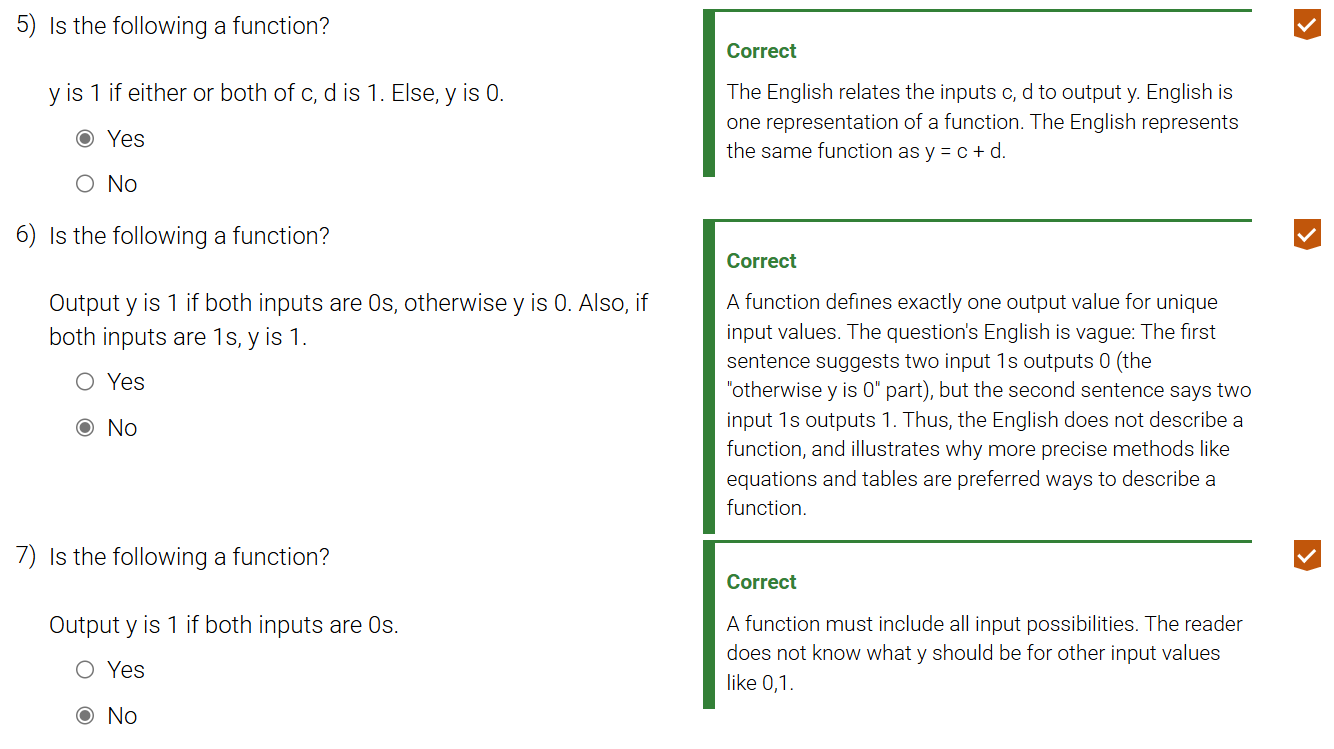 5) Is the following a function?
y is 1 if either or both of c, d is 1. Else, y is 0.
Yes
No
Correct
The English relates the inputs c, d to output y. English is
one representation of a function. The English represents
the same function as y = c + d.
6) Is the following a function?
Output y is 1 if both inputs are 0s, otherwise y is 0. Also, if
both inputs are 1s, y is 1.
Yes
No
Correct
A function defines exactly one output value for unique
input values. The question's English is vague: The first
sentence suggests two input 1s outputs 0 (the
"otherwise y is 0" part), but the second sentence says two
input 1s outputs 1. Thus, the English does not describe a
function, and illustrates why more precise methods like
equations and tables are preferred ways to describe a
function.
7) Is the following a function?
Output y is 1 if both inputs are 0s.
Yes
No
Correct
A function must include all input possibilities. The reader
does not know what y should be for other input values
like 0,1.